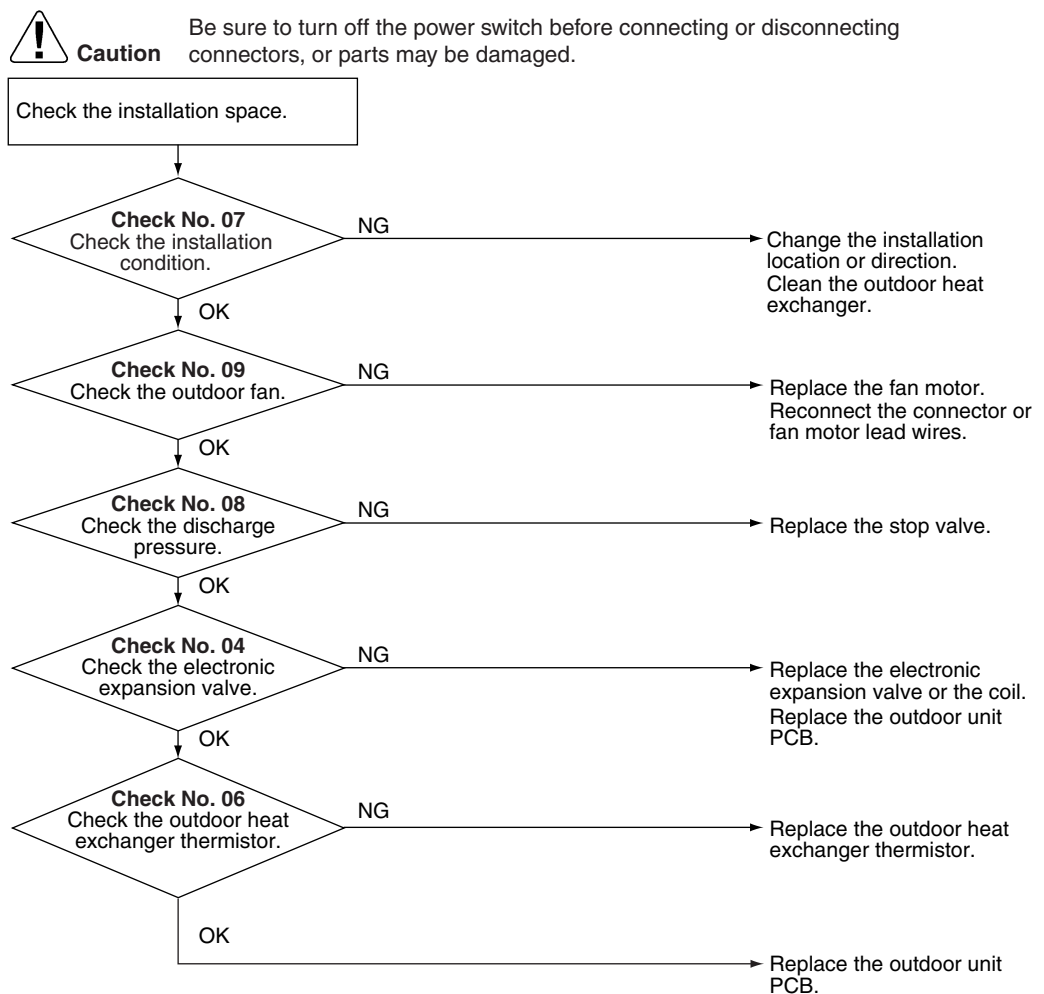 Be sure to turn off the power switch before connecting or disconnecting
Caution connectors, or parts may be damaged.
Check the installation space.
Check No. 07
Check the installation
condition.
NG
Change the installation
location or direction.
Clean the outdoor heat
exchanger.
OK
Check No. 09
Check the outdoor fan.
NG
Replace the fan motor.
Reconnect the connector or
fan motor lead wires.
OK
Check No. 08
Check the discharge
pressure.
NG
Replace the stop valve.
OK
Check No. 04
Check the electronic
expansion valve.
NG
Replace the electronic
expansion valve or the coil.
Replace the outdoor unit
PCB.
OK
Check No. 06
Check the outdoor heat
exchanger thermistor.
NG
Replace the outdoor heat
exchanger thermistor.
OK
Replace the outdoor unit
PCB.